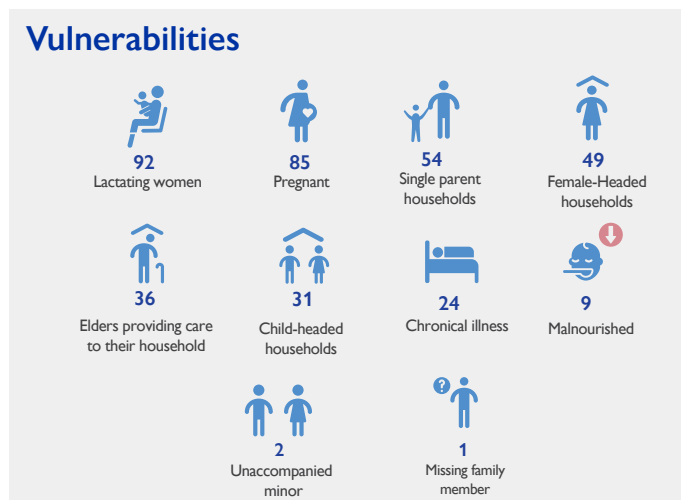 Vulnerabilities
92
Lactating women
85
Pregnant
54
Single parent
households
49
Female-Headed
households
36
Elders providing care
to their household
31
Child-headed
households
24
Chronical illness
9
Malnourished
2
Unaccompanied
minor
?
1
Missing family
member